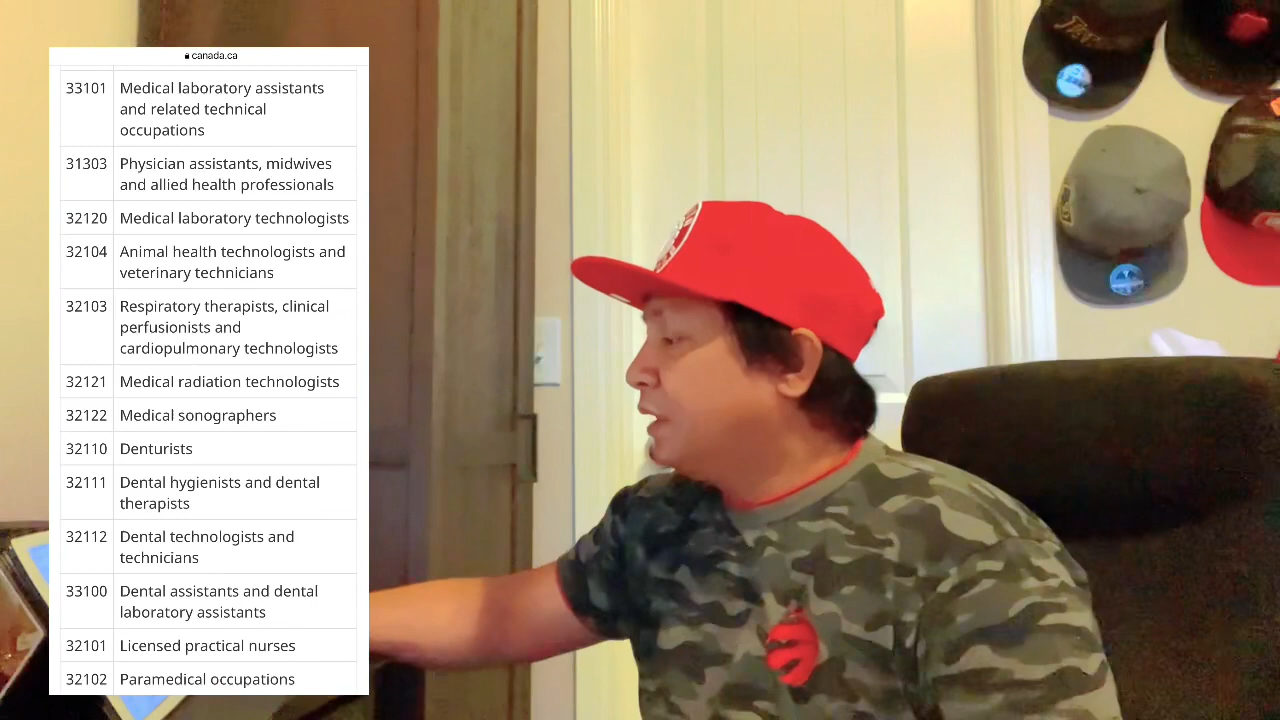 canada.ca
33101 Medical laboratory assistants
and related technical
occupations
31303 Physician assistants, midwives
and allied health professionals
32120 Medical laboratory technologists
32104 Animal health technologists and
veterinary technicians
32103 Respiratory therapists, clinical
perfusionists and
cardiopulmonary technologists
32121 Medical radiation technologists
32122 Medical sonographers
32110 Denturists
32111 Dental hygienists and dental
therapists
32112 Dental technologists and
technicians
33100 Dental assistants and dental
laboratory assistants
32101 Licensed practical nurses
32102 Paramedical occupations